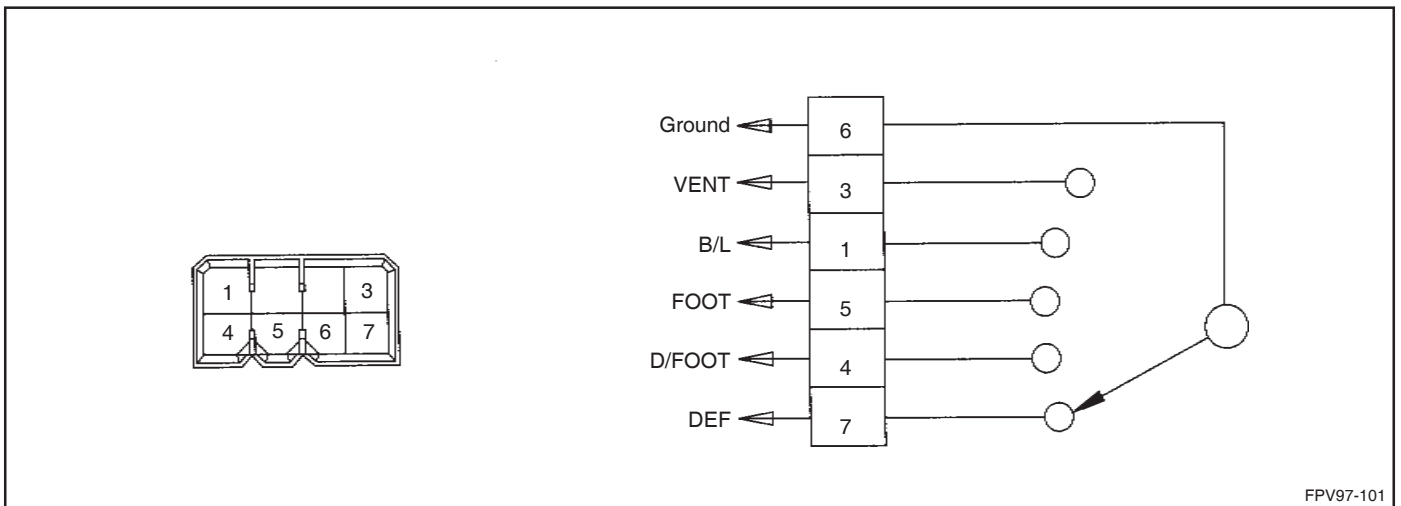 1 3
4 5 6 7
Ground 6
VENT 3
B/L 1
FOOT 5
D/FOOT 4
DEF 7
FPV97-101